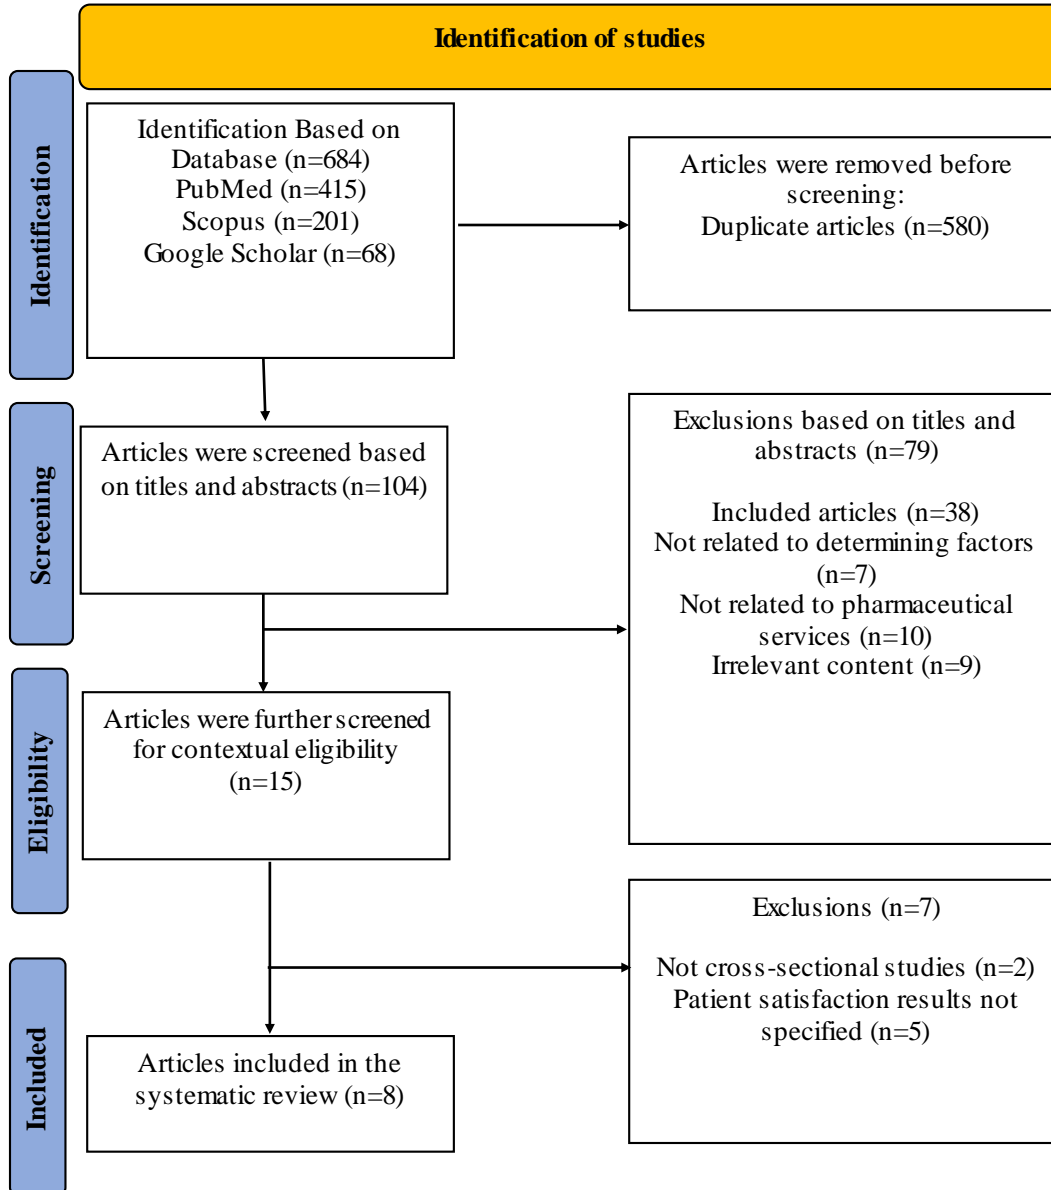 Identification of studies
Identification
Identification Based on
Database (n=684)
PubMed (n=415)
Scopus (n=201)
Google Scholar (n=68)
Articles were removed before
screening:
Duplicate articles (n=580)
Screening
Articles were screened based
on titles and abstracts (n=104)
Exclusions based on titles and
abstracts (n=79)
Included articles (n=38)
Not related to determining factors
(n=7)
Not related to pharmaceutical
services (n=10)
Irrelevant content (n=9)
Eligibility
Articles were further screened
for contextual eligibility
(n=15)
Exclusions (n=7)
Not cross-sectional studies (n=2)
Patient satisfaction results not
specified (n=5)
Included
Articles included in the
systematic review (n=8)